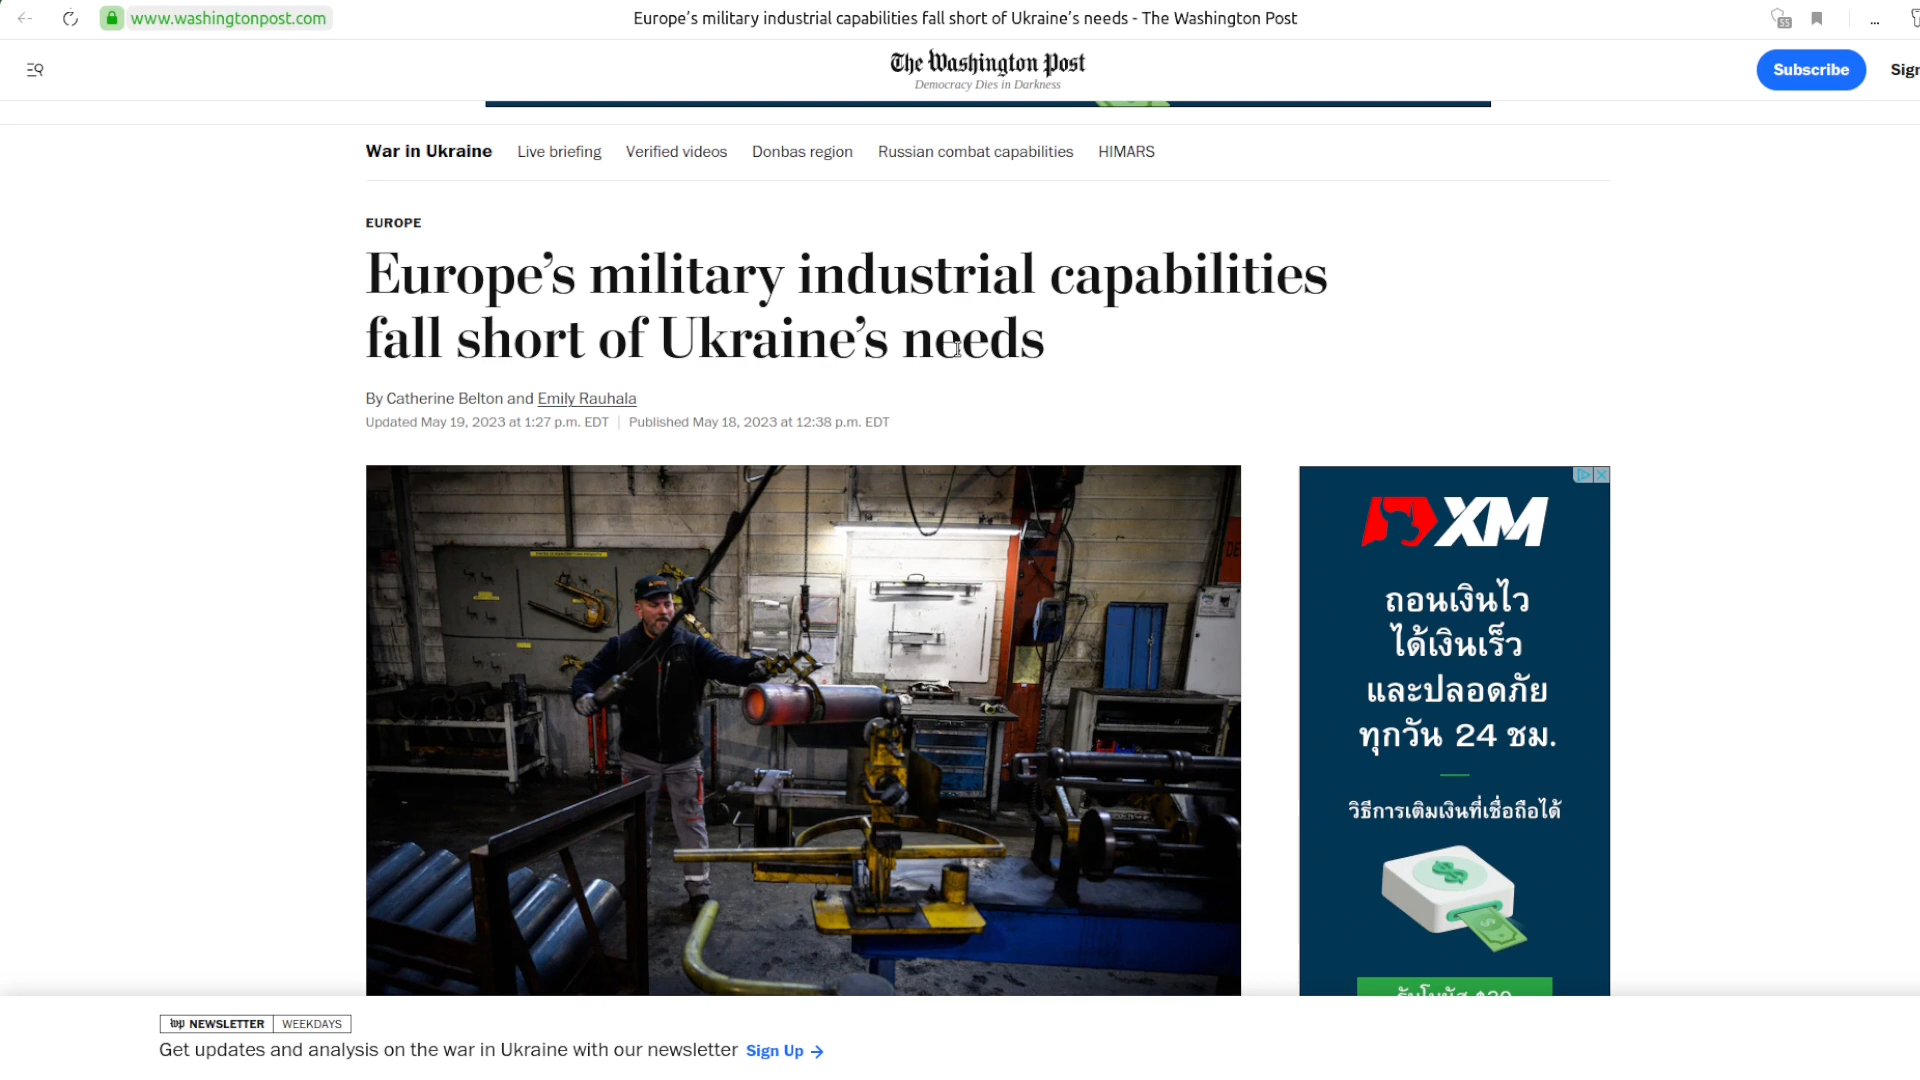 www.washingtonpost.com
Europe’s military industrial capabilities fall short of Ukraine’s needs - The Washington Post
55
...
The Washington Post
Democracy Dies in Darkness
Subscribe
Sign
War in Ukraine
Live briefing
Verified videos
Donbas region
Russian combat capabilities
HIMARS
EUROPE
Europe’s military industrial capabilities
fall short of Ukraine’s needs
By Catherine Belton and Emily Rauhala
Updated May 19, 2023 at 1:27 p.m. EDT | Published May 18, 2023 at 12:38 p.m. EDT
XM
ถอนเงินไว
ได้เงินเร็ว
และปลอดภัย
ทุกวัน 24 ชม.
วิธีการเติมเงินที่เชื่อถือได้
wp NEWSLETTER | WEEKDAYS
Get updates and analysis on the war in Ukraine with our newsletter Sign Up →